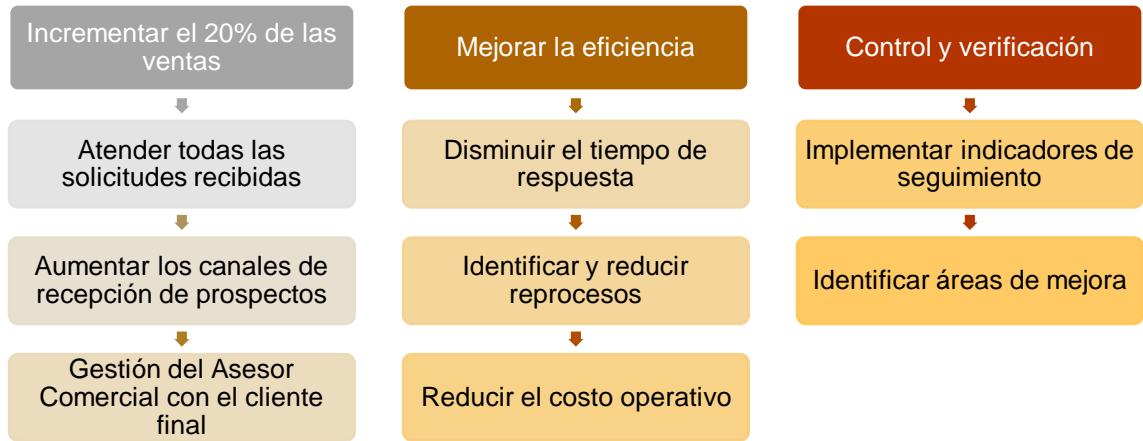 Incrementar el 20% de las
ventas
Atender todas las
solicitudes recibidas
Aumentar los canales de
recepción de prospectos
Gestión del Asesor
Comercial con el cliente
final
Mejorar la eficiencia
Disminuir el tiempo de
respuesta
Identificar y reducir
reprocesos
Reducir el costo operativo
Control y verificación
Implementar indicadores de
seguimiento
Identificar áreas de mejora